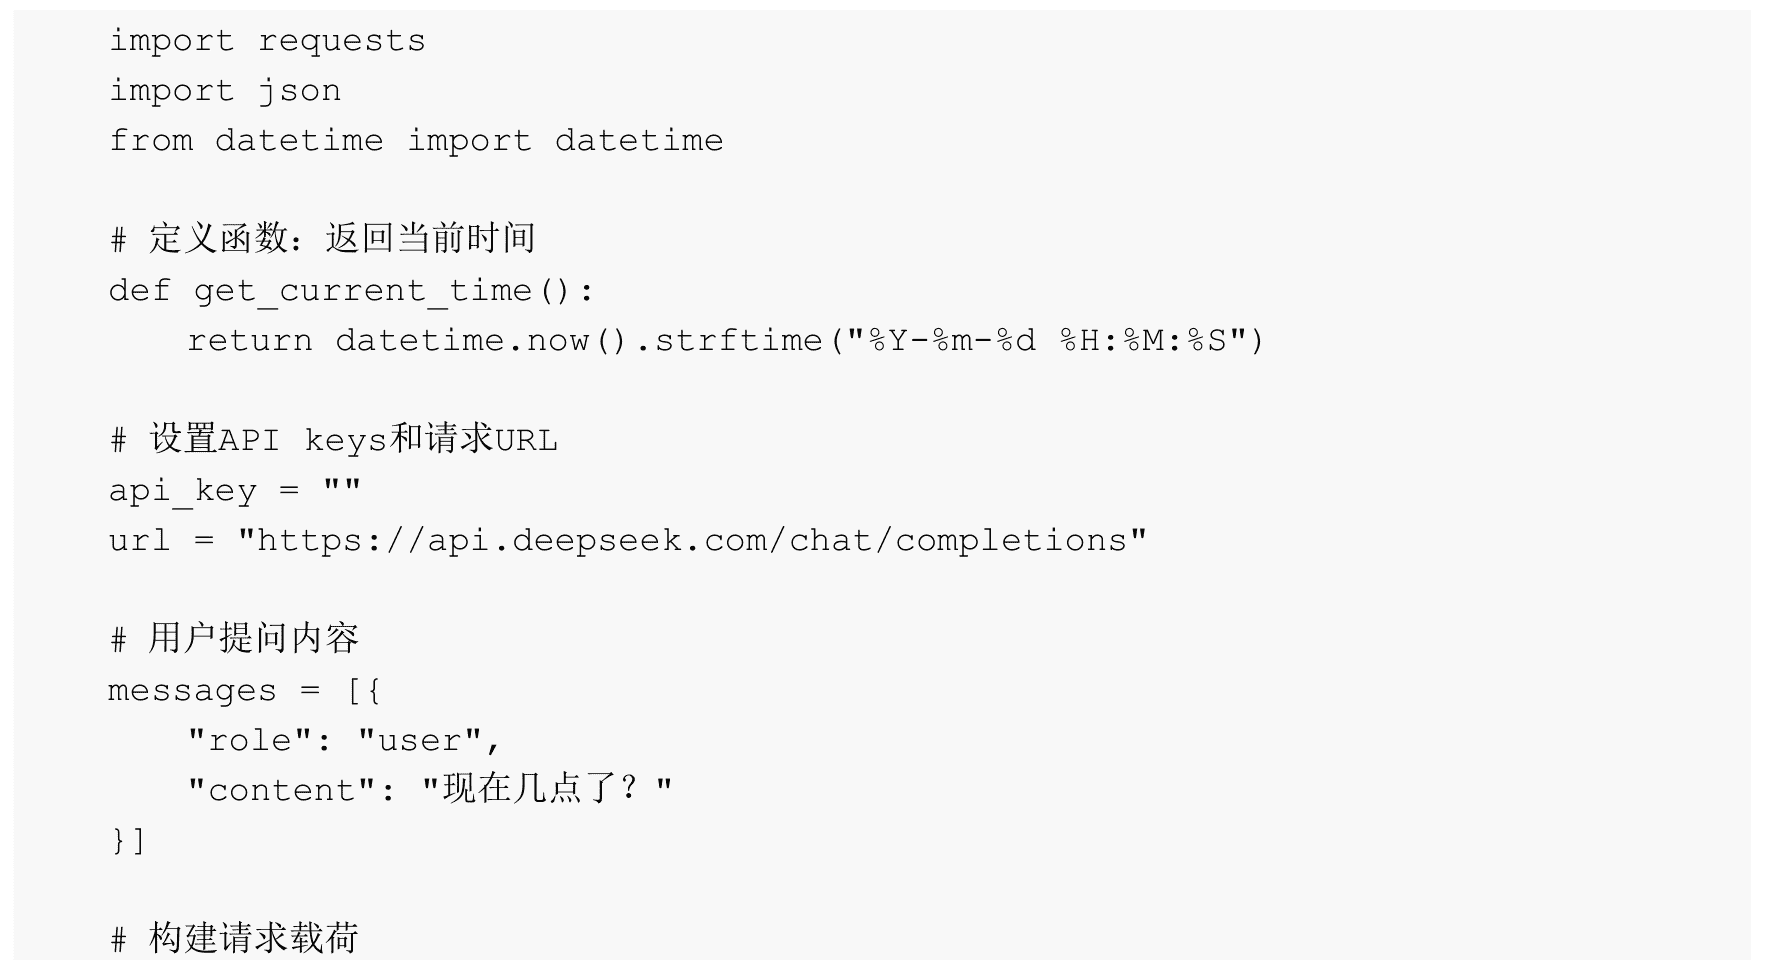 import requests
import json
from datetime import datetime
# 定义函数：返回当前时间
def get_current_time():
    return datetime.now().strftime("%Y-%m-%d %H:%M:%S")
# 设置API keys和请求URL
api_key = ""
url = "https://api.deepseek.com/chat/completions"
# 用户提问内容
messages = [{
    "role": "user",
    "content": "现在几点了？"
}]
# 构建请求载荷